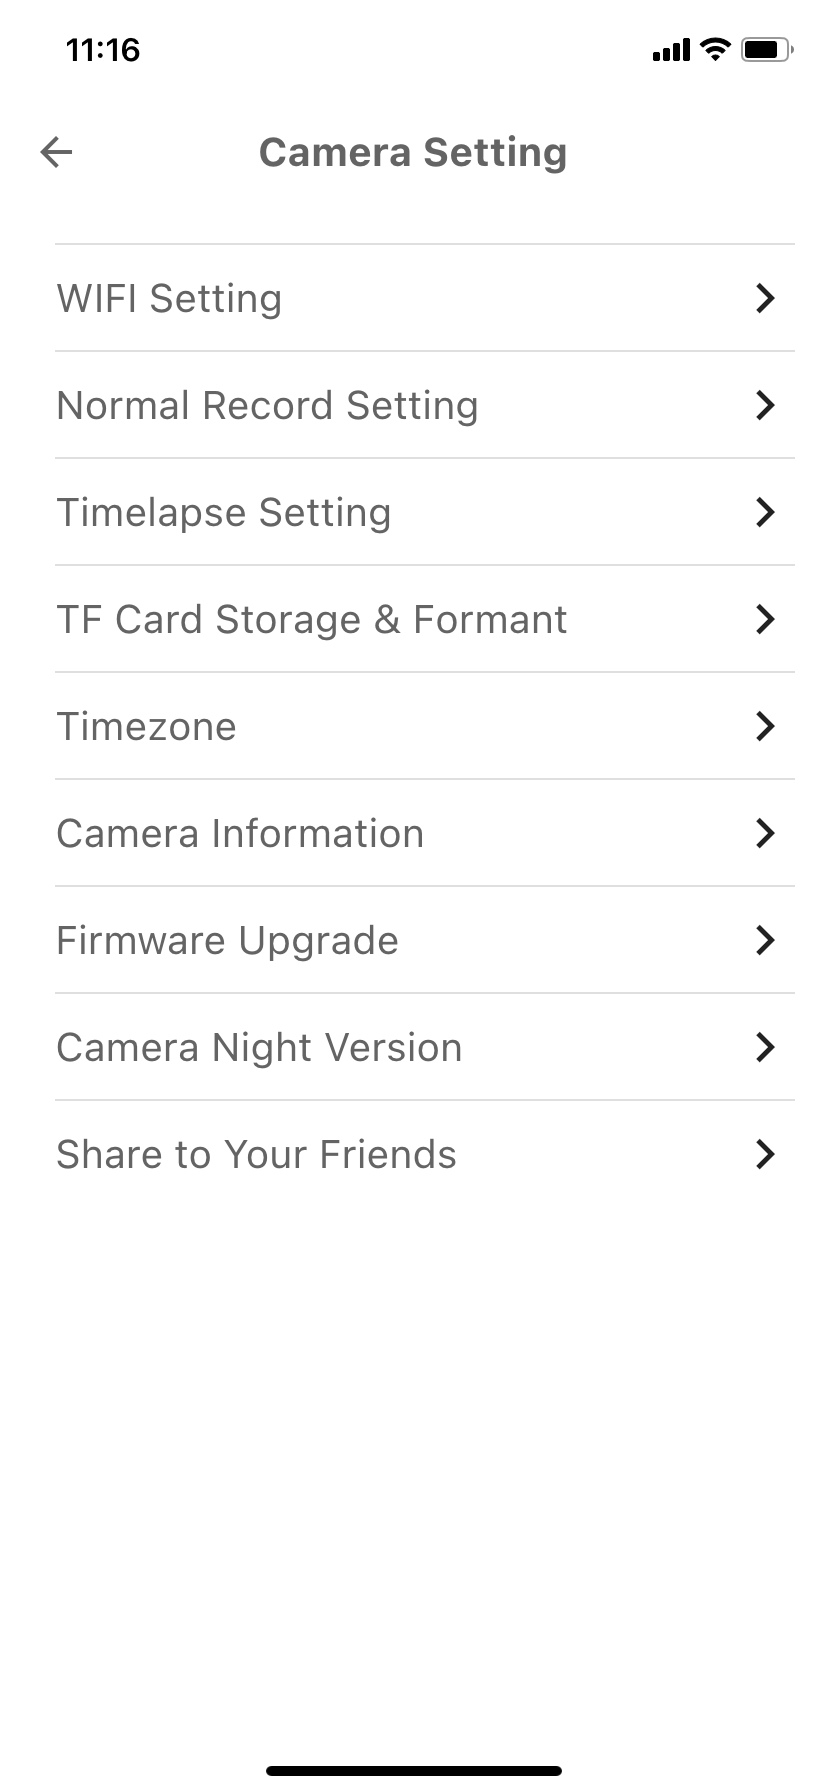 11:16
Camera Setting
WIFI Setting
Normal Record Setting
Timelapse Setting
TF Card Storage & Formant
Timezone
Camera Information
Firmware Upgrade
Camera Night Version
Share to Your Friends